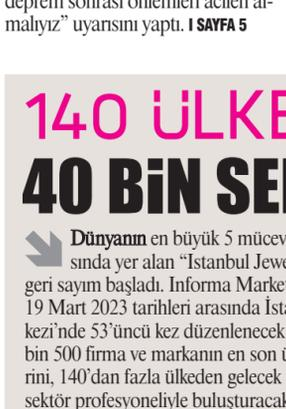 deprem sonrası önlemleri acilen al-
malıyız” uyarısını yaptı. I SAYFA 5
140 ÜLKE
40 BİN SE
Dünyanın en büyük 5 mücev
sında yer alan “Istanbul Jewe
geri sayım başladı. Informa Marke
19 Mart 2023 tarihleri arasında İsta
kezi’nde 53’üncü kez düzenlenecek
bin 500 firma ve markanın en son ü
rini, 140’dan fazla ülkeden gelecek
sektör profesyoneliyle buluşturacak